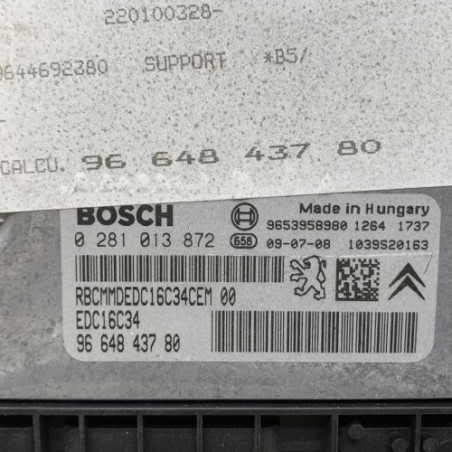 220100328-
9644692380 SUPPORT *B5/
CALCU. 96 648 437 80
BOSCH
Made in Hungary
9653958980 1264 1737
0 281 013 872
658 09-07-08 1039S20163
RBCMMDEDC16C34CEM 00
EDC16C34
96 648 437 80